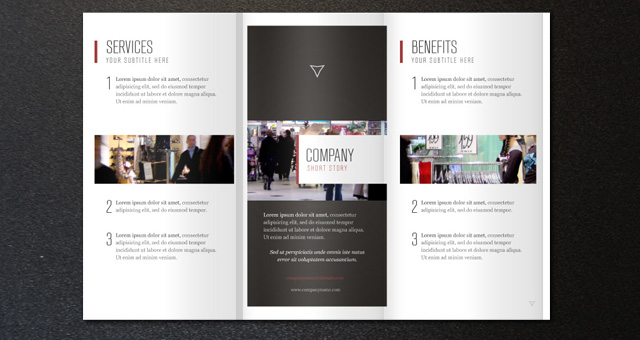 SERVICES
YOUR SUBTITLE HERE
1
Lorem ipsum dolor sit amet, consectetur
adipisicing elit, sed do eiusmod tempor
incididunt ut labore et dolore magna aliqua.
Ut enim ad minim veniam.
2
Lorem ipsum dolor sit amet, consectetur
adipisicing elit, sed do eiusmod tempor.
3
Lorem ipsum dolor sit amet, consectetur
adipisicing elit, sed do eiusmod tempor
incididunt ut labore et dolore magna aliqua.
Ut enim ad minim veniam.
COMPANY
SHORT STORY
Lorem ipsum dolor sit amet, consectetur
adipisicing elit, sed do eiusmod tempor
incididunt ut labore et dolore magna aliqua.
Ut enim ad minim veniam.
Sed ut perspiciatis unde omnis iste natus
error sit voluptatem accusantium.
www.companyname.com
BENEFITS
YOUR SUBTITLE HERE
1
Lorem ipsum dolor sit amet, consectetur
adipisicing elit, sed do eiusmod tempor
incididunt ut labore et dolore magna aliqua.
Ut enim ad minim veniam.
2
Lorem ipsum dolor sit amet, consectetur
adipisicing elit, sed do eiusmod tempor.
3
Lorem ipsum dolor sit amet, consectetur
adipisicing elit, sed do eiusmod tempor
incididunt ut labore et dolore magna aliqua.
Ut enim ad minim veniam.